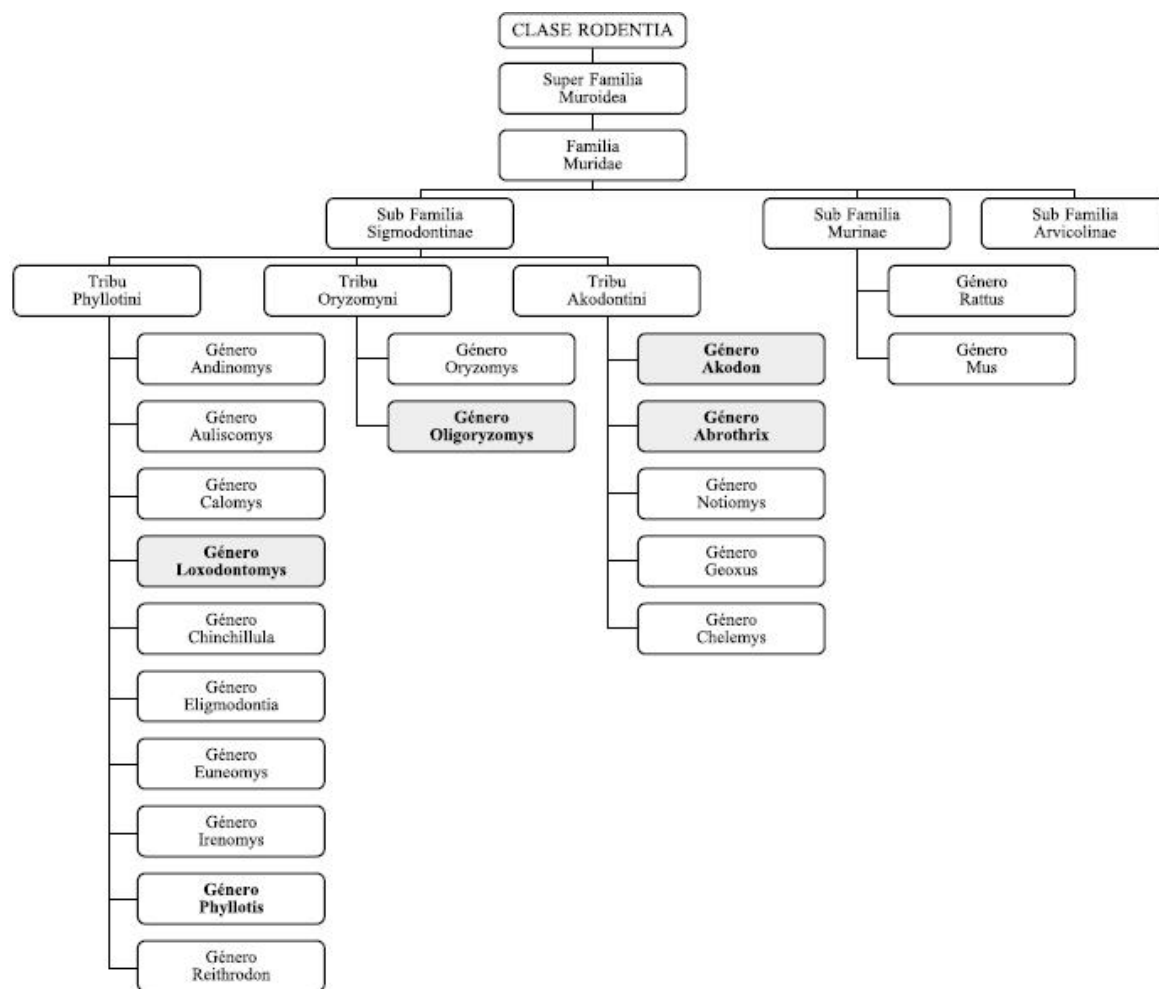 CLASE RODENTIA
Super Familia
Muroidea
Familia
Muridae
Sub Familia
Sigmodontinae
Sub Familia
Murinae
Sub Familia
Arvicolinae
Tribu
Phyllotini
Tribu
Oryzomyni
Tribu
Akodontini
Género
Rattus
Género
Mus
Género
Andinomys
Género
Auliscomys
Género
Calomys
Género
Loxodontomys
Género
Chinchillula
Género
Eligmodontia
Género
Euneomys
Género
Irenomys
Género
Phyllotis
Género
Reithrodon
Género
Oryzomys
Género
Oligoryzomys
Género
Akodon
Género
Abrothrix
Género
Notiomys
Género
Geoxus
Género
Chelemys